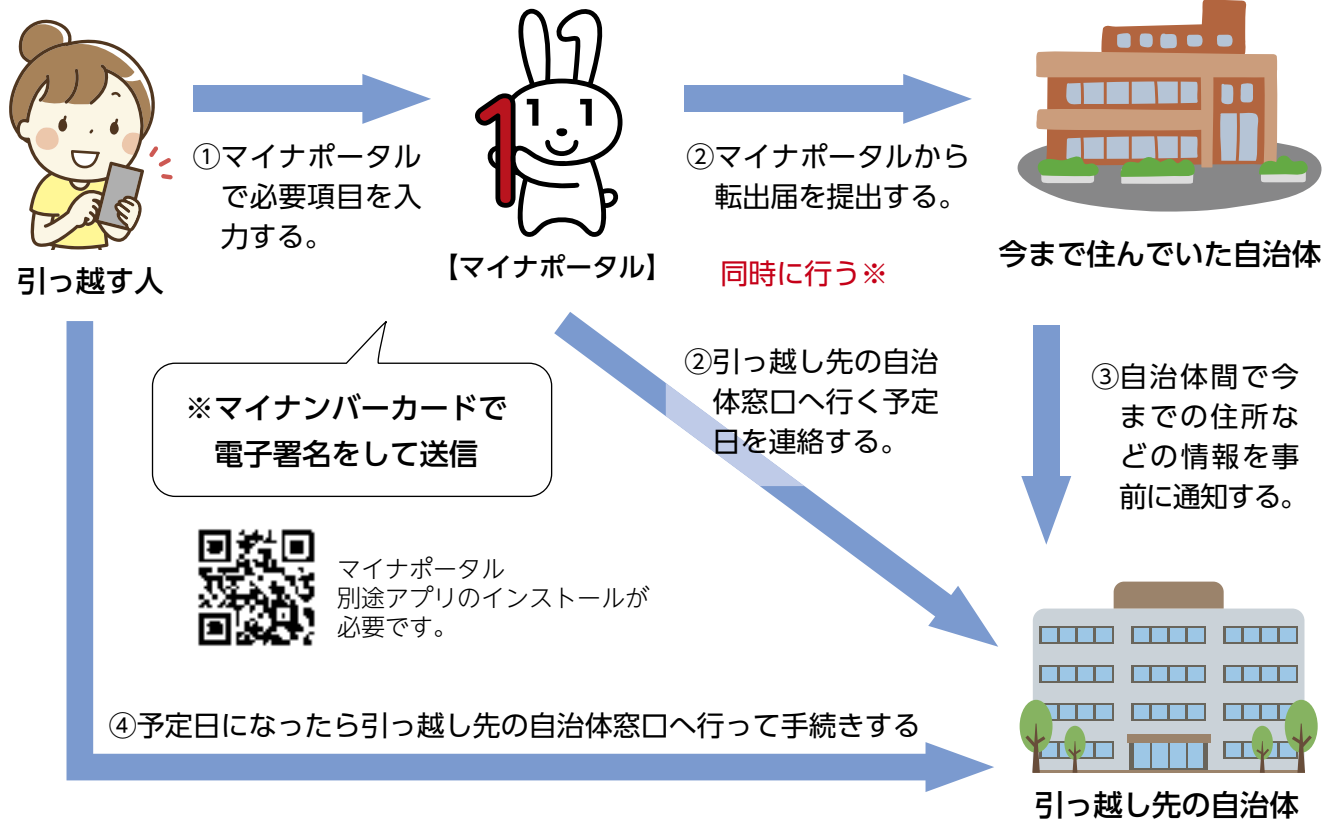 ①マイナポータル
で必要項目を入
力する。
引っ越す人
【マイナポータル】
②マイナポータルから
転出届を提出する。
同時に行う※
今まで住んでいた自治体
※マイナンバーカードで
電子署名をして送信
②引っ越し先の自治
体窓口へ行く予定
日を連絡する。
③自治体間で今
までの住所な
どの情報を事
前に通知する。
マイナポータル
別途アプリのインストールが
必要です。
④予定日になったら引っ越し先の自治体窓口へ行って手続きする
引っ越し先の自治体